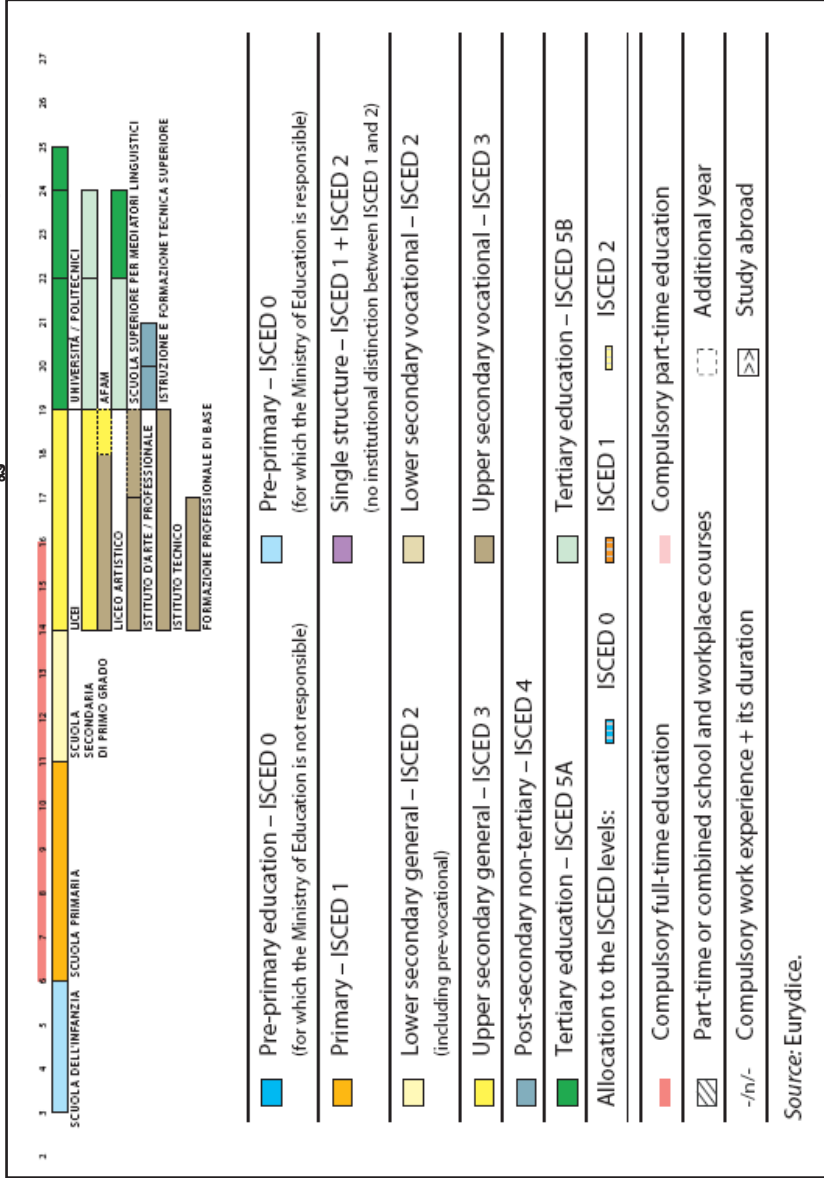 2 3 4 5 6 7 8 9 10 11 12 13 14 15 16 17 18 19 20 21 22 23 24 25 26 27
SCUOLA DELL'INFANZIA
SCUOLA PRIMARIA
SCUOLA
SECONDARIA
DI PRIMO GRADO
LICEI
UNIVERSITÀ / POLITECNICI
AFAM
LICEO ARTISTICO
SCUOLA SUPERIORE PER MEDIATORI LINGUISTICI
ISTITUTO D'ARTE / PROFESSIONALE
ISTRUZIONE E FORMAZIONE TECNICA SUPERIORE
ISTITUTO TECNICO
FORMAZIONE PROFESSIONALE DI BASE
Pre-primary education – ISCED 0
(for which the Ministry of Education is not responsible)
Pre-primary – ISCED 0
(for which the Ministry of Education is responsible)
Primary – ISCED 1
Single structure – ISCED 1 + ISCED 2
(no institutional distinction between ISCED 1 and 2)
Lower secondary general – ISCED 2
(including pre-vocational)
Lower secondary vocational – ISCED 2
Upper secondary general – ISCED 3
Upper secondary vocational – ISCED 3
Post-secondary non-tertiary – ISCED 4
Tertiary education – ISCED 5A
Tertiary education – ISCED 5B
Allocation to the ISCED levels:
ISCED 0
ISCED 1
ISCED 2
Compulsory full-time education
Compulsory part-time education
Part-time or combined school and workplace courses
Additional year
-/n/- Compulsory work experience + its duration
>> Study abroad
Source: Eurydice.